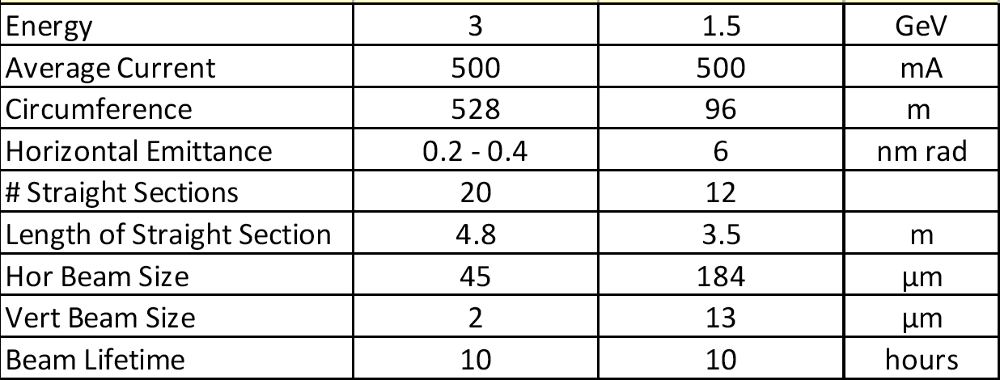 Energy 3 1.5 GeV
Average Current 500 500 mA
Circumference 528 96 m
Horizontal Emittance 0.2 - 0.4 6 nm rad
# Straight Sections 20 12
Length of Straight Section 4.8 3.5 m
Hor Beam Size 45 184 µm
Vert Beam Size 2 13 µm
Beam Lifetime 10 10 hours